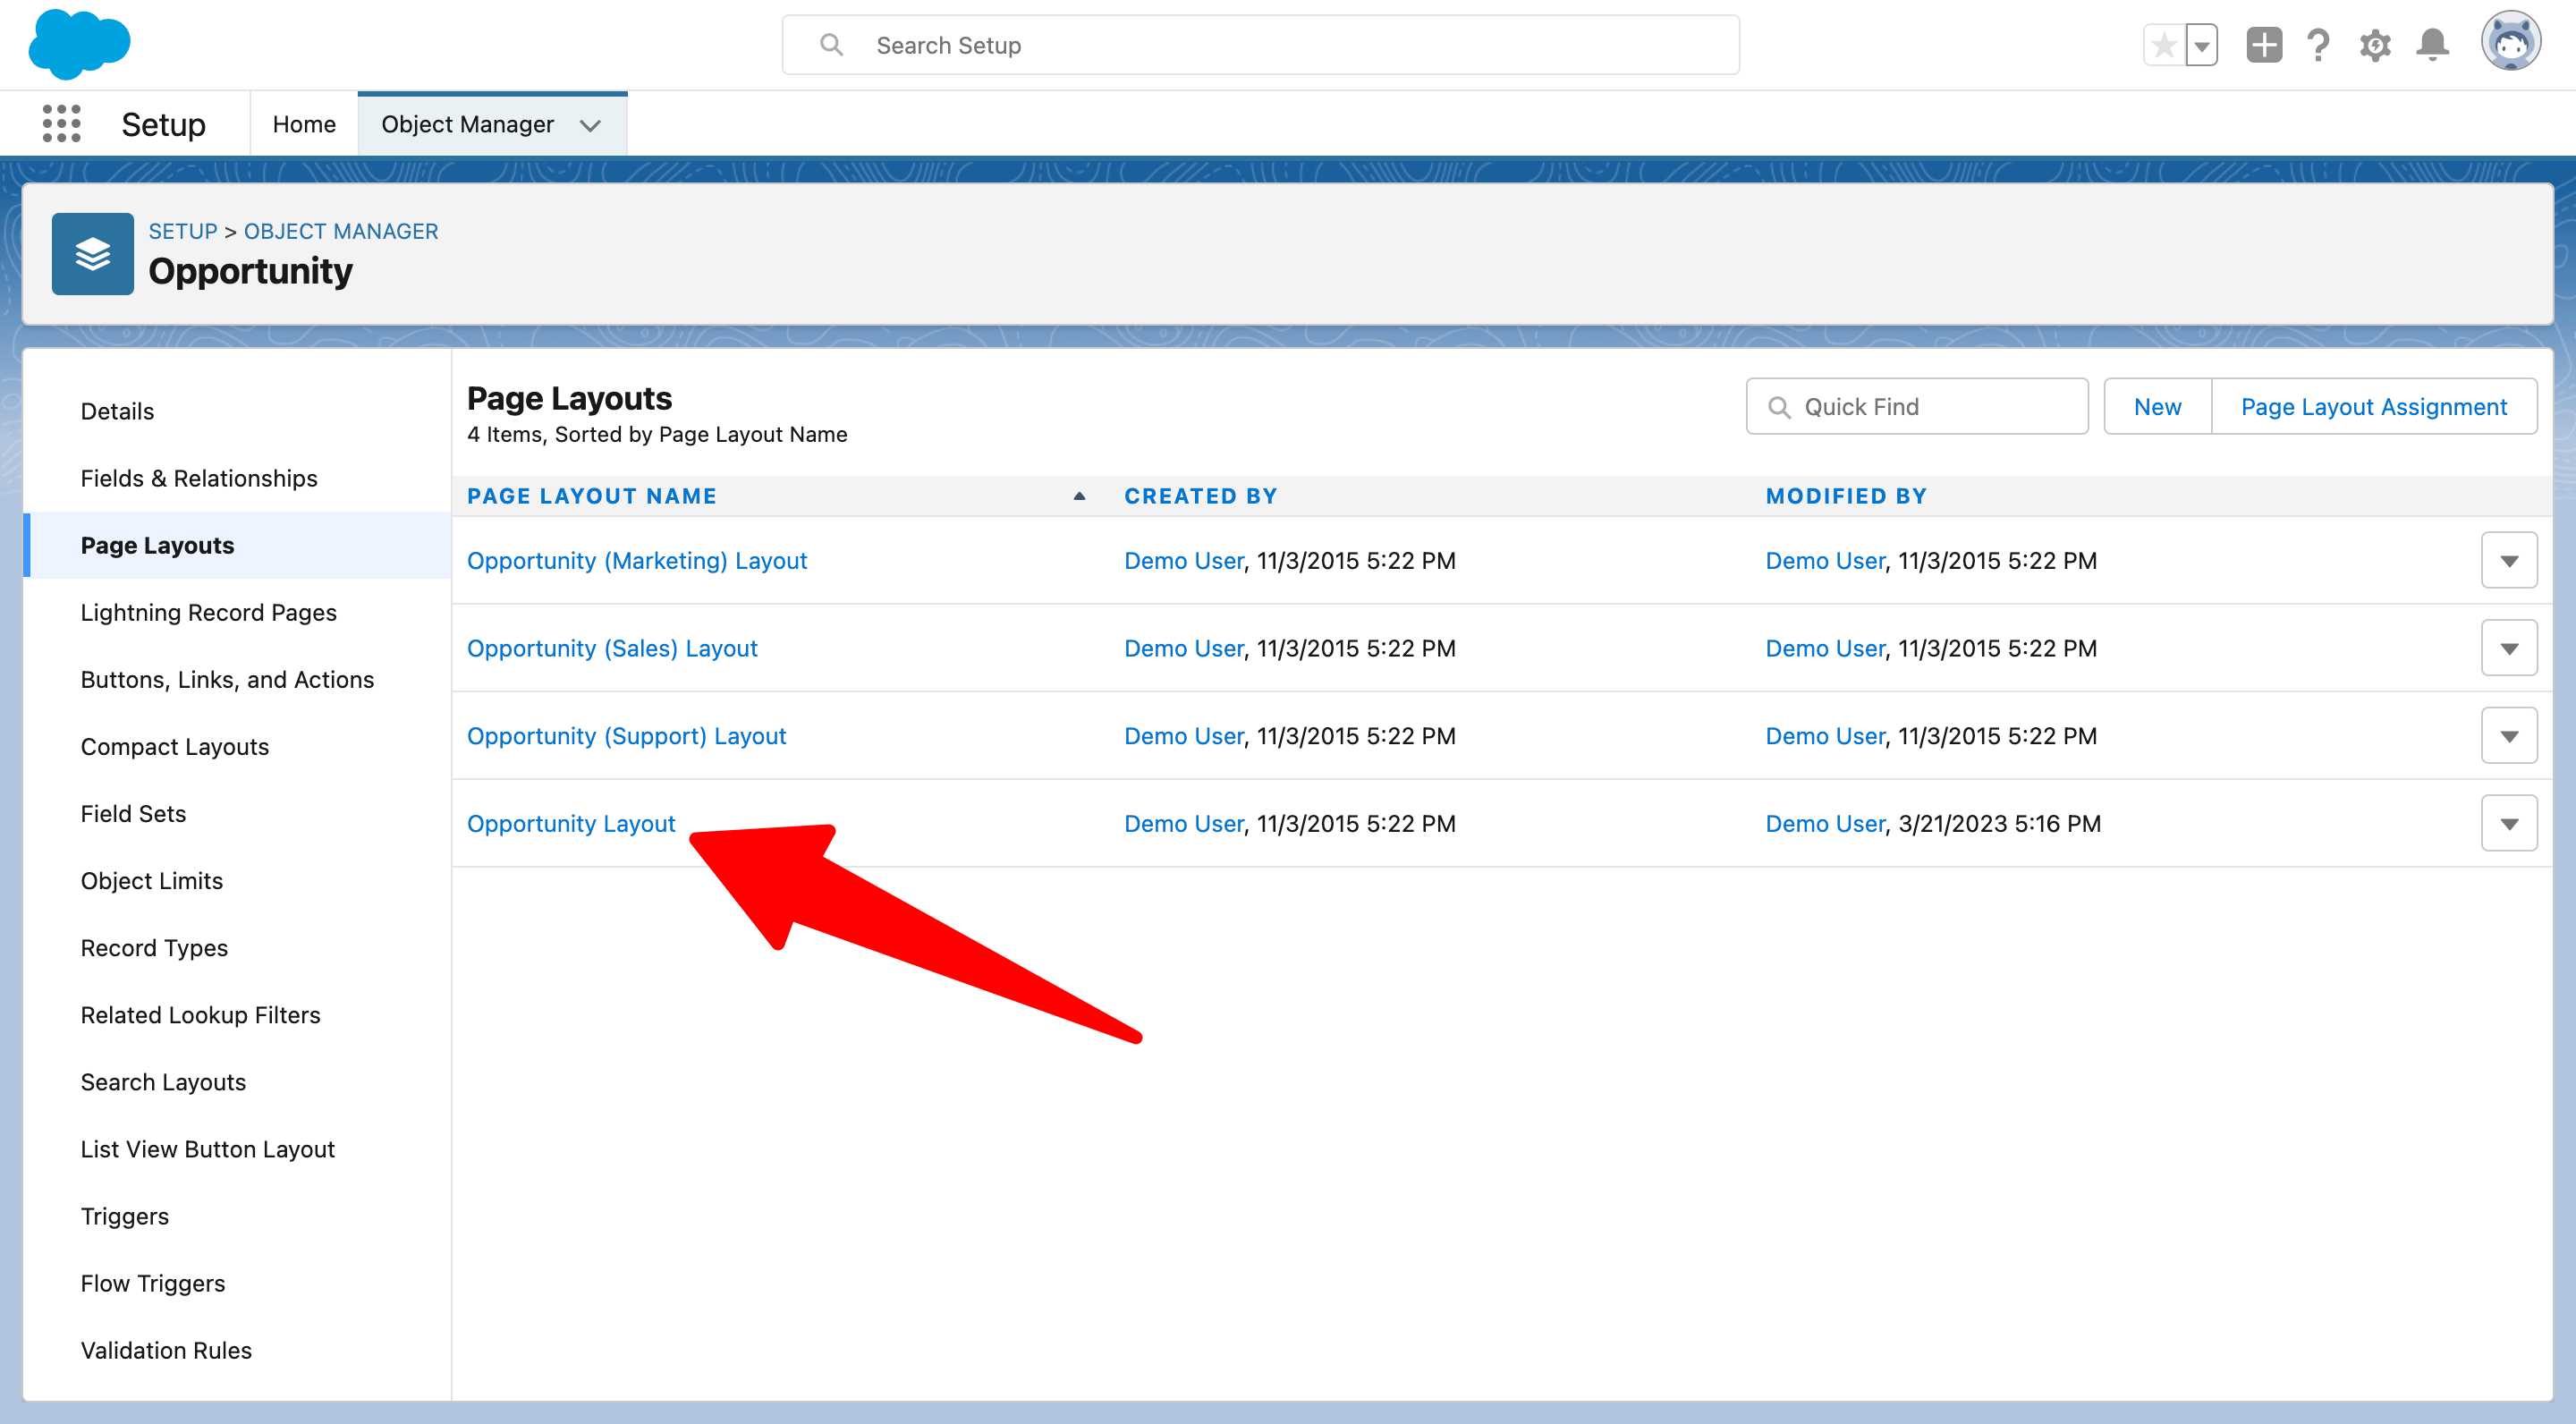 Search Setup
Setup
Home
Object Manager
SETUP > OBJECT MANAGER
Opportunity
Details
Fields & Relationships
Page Layouts
Lightning Record Pages
Buttons, Links, and Actions
Compact Layouts
Field Sets
Object Limits
Record Types
Related Lookup Filters
Search Layouts
List View Button Layout
Triggers
Flow Triggers
Validation Rules
Page Layouts
4 Items, Sorted by Page Layout Name
Quick Find
New
Page Layout Assignment
PAGE LAYOUT NAME CREATED BY MODIFIED BY
Opportunity (Marketing) Layout Demo User, 11/3/2015 5:22 PM Demo User, 11/3/2015 5:22 PM
Opportunity (Sales) Layout Demo User, 11/3/2015 5:22 PM Demo User, 11/3/2015 5:22 PM
Opportunity (Support) Layout Demo User, 11/3/2015 5:22 PM Demo User, 11/3/2015 5:22 PM
Opportunity Layout Demo User, 11/3/2015 5:22 PM Demo User, 3/21/2023 5:16 PM